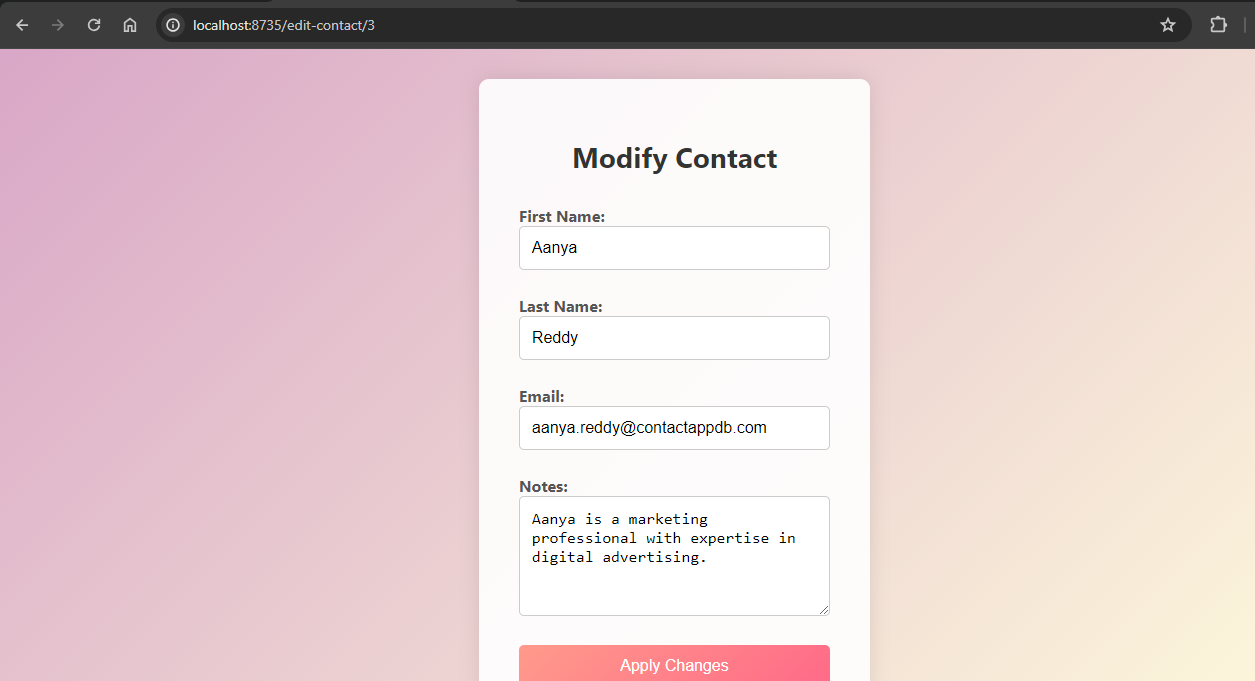 localhost:8735/edit-contact/3
Modify Contact
First Name:
Aanya
Last Name:
Reddy
Email:
aanya.reddy@contactappdb.com
Notes:
Aanya is a marketing
professional with expertise in
digital advertising.
Apply Changes